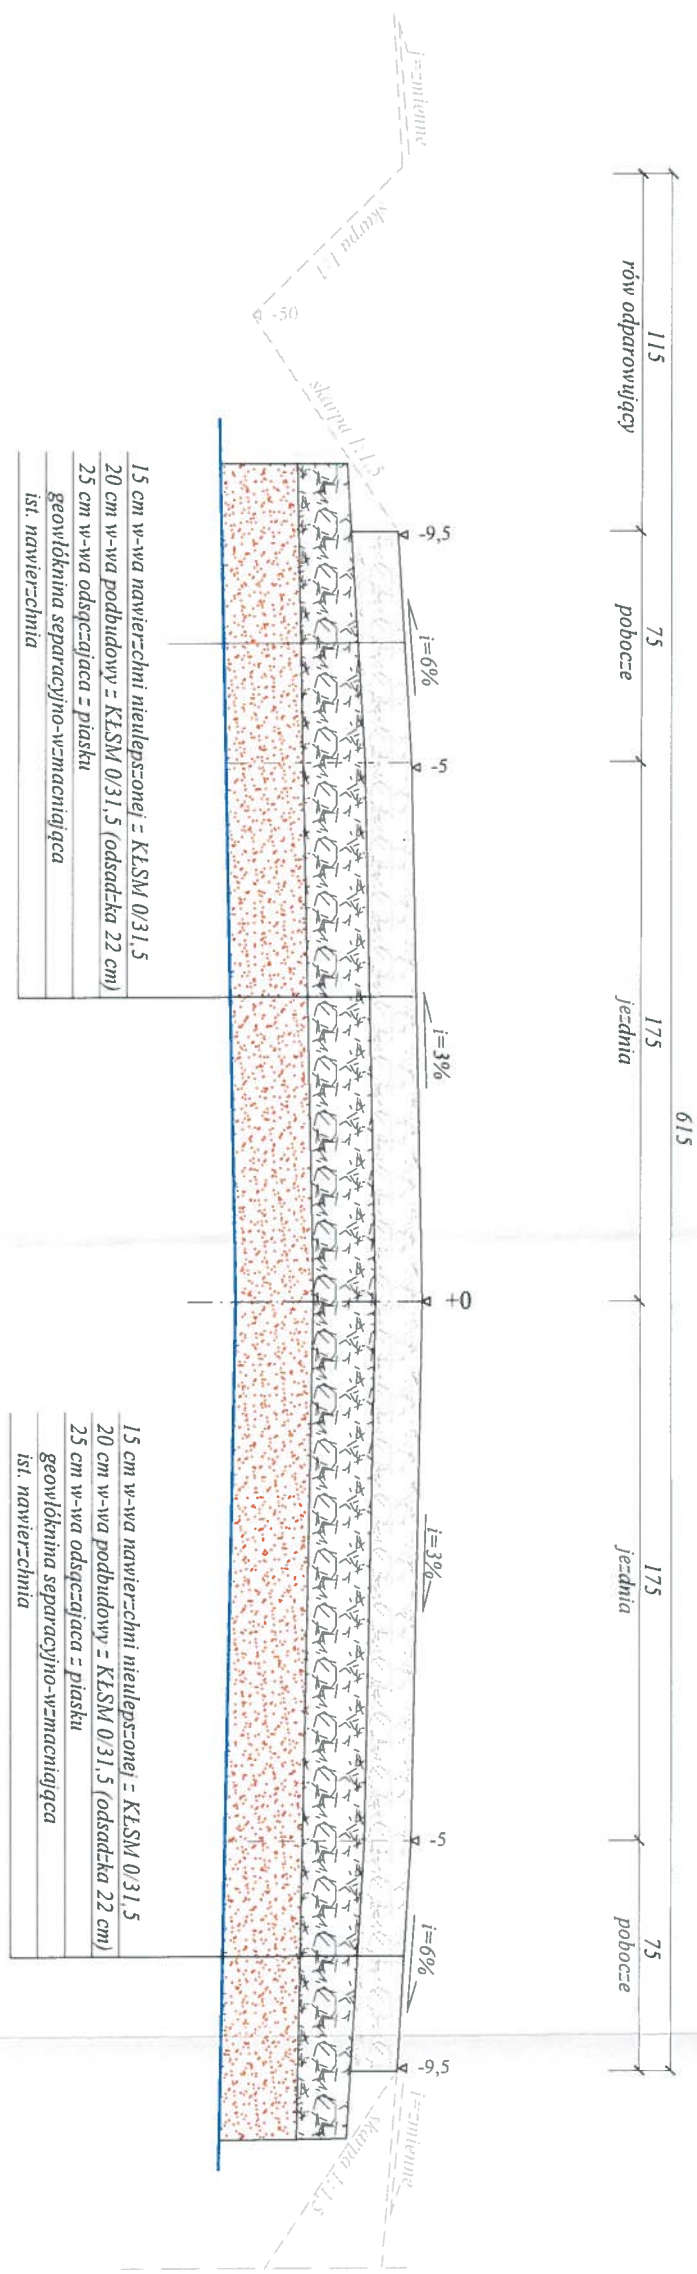 615
115
75
175
175
75
rów odparowujący
pobocze
jezdnia
jezdnia
pobocze
i=zmienne
skarpa 1:1
-50
skarpa 1:1,5
-9,5
i=6%
-5
i=3%
+0
i=3%
-5
i=6%
-9,5
i=zmienne
skarpa 1:1,5
15 cm w-wa nawierzchni nieulepszonej z KŁSM 0/31,5
20 cm w-wa podbudowy z KŁSM 0/31,5 (odsadzka 22 cm)
25 cm w-wa odsączajaca z piasku
geowłóknina separacyjno-wzmacniająca
ist. nawierzchnia
15 cm w-wa nawierzchni nieulepszonej z KŁSM 0/31,5
20 cm w-wa podbudowy z KŁSM 0/31,5 (odsadzka 22 cm)
25 cm w-wa odsączajaca z piasku
geowłóknina separacyjno-wzmacniająca
ist. nawierzchnia